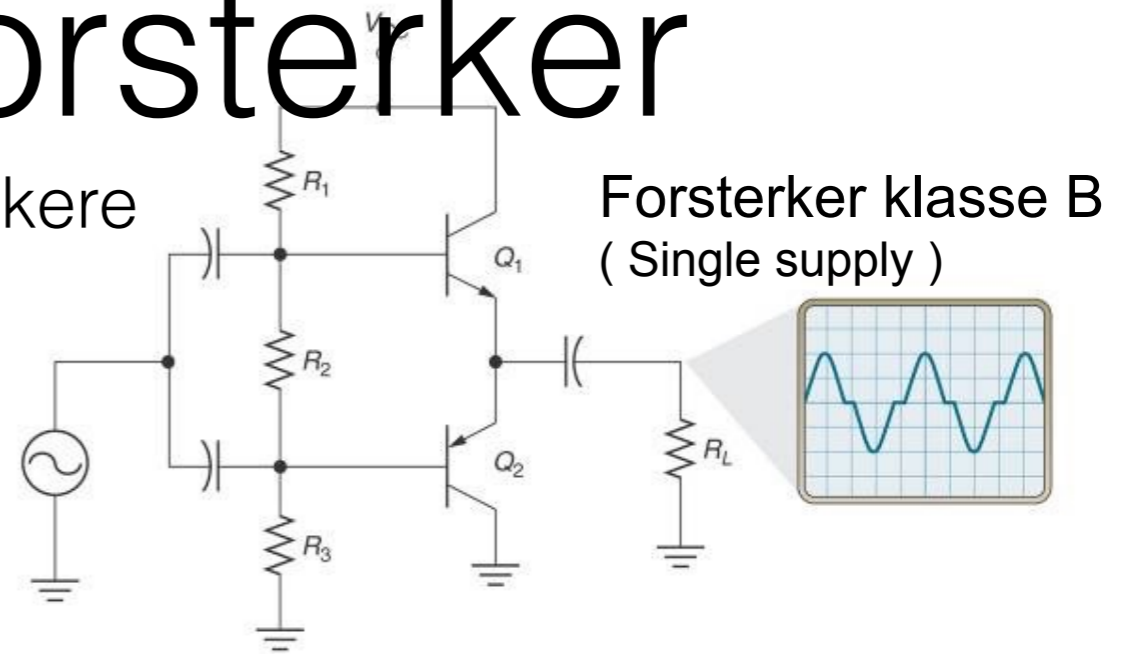 orsterker
kere
Forsterker klasse B
( Single supply )
R1
Q1
R2
Q2
RL
R3